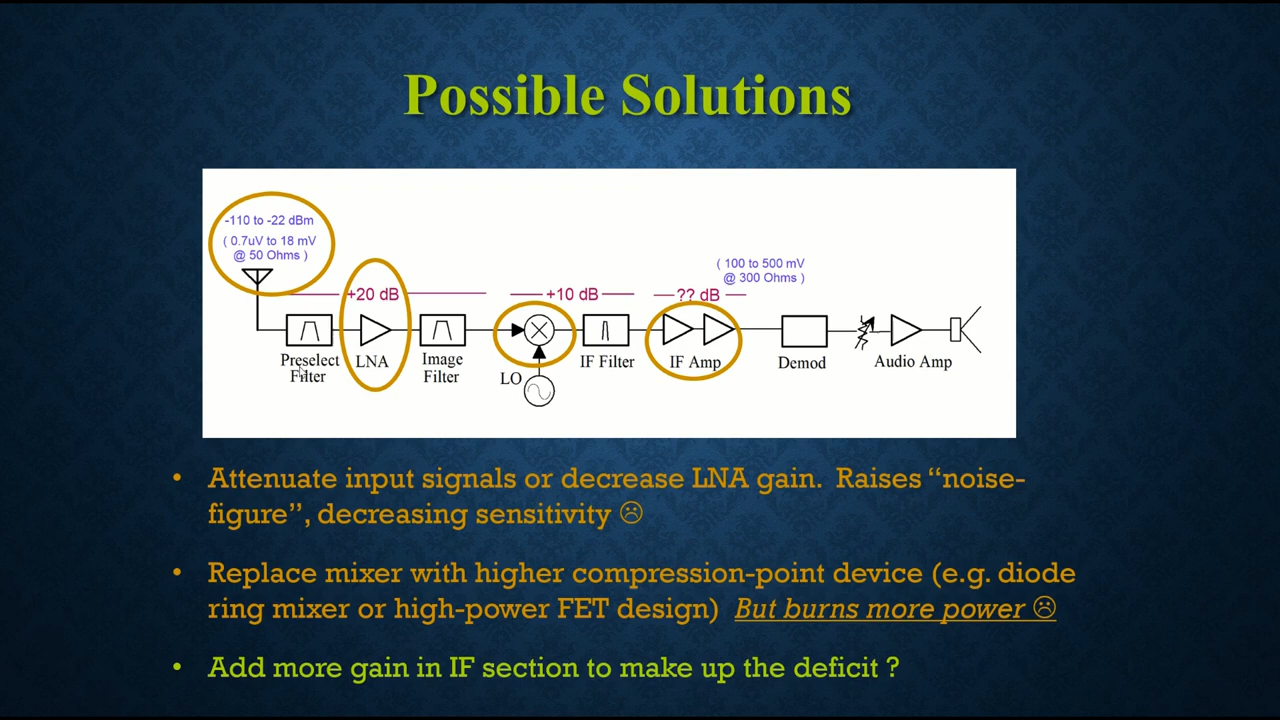 Possible Solutions
-110 to -22 dBm
( 0.7uV to 18 mV
@ 50 Ohms )
( 100 to 500 mV
@ 300 Ohms )
+20 dB
+10 dB
?? dB
Preselect
Filter
LNA
Image
Filter
LO
IF Filter
IF Amp
Demod
Audio Amp
• Attenuate input signals or decrease LNA gain. Raises “noise-
figure”, decreasing sensitivity ☹
• Replace mixer with higher compression-point device (e.g. diode
ring mixer or high-power FET design) But burns more power ☹
• Add more gain in IF section to make up the deficit ?